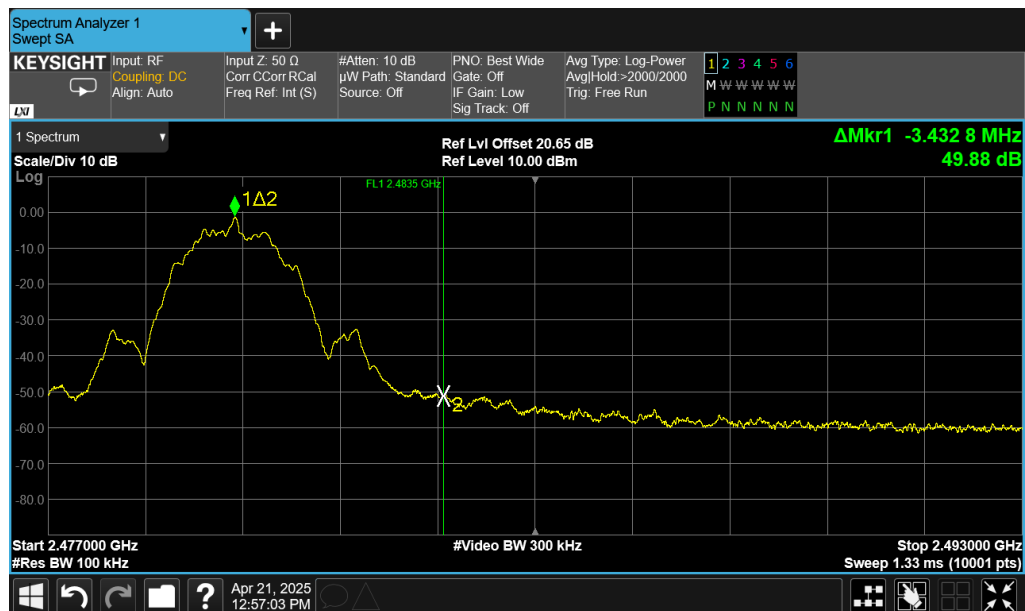 Spectrum Analyzer 1
Swept SA
KEYSIGHT
Input: RF
Coupling: DC
Align: Auto
Input Z: 50 Ω
Corr CCorr RCal
Freq Ref: Int (S)
#Atten: 10 dB
µW Path: Standard
Source: Off
PNO: Best Wide
Gate: Off
IF Gain: Low
Sig Track: Off
Avg Type: Log-Power
Avg|Hold:>2000/2000
Trig: Free Run
1 2 3 4 5 6
M W W W W W
P N N N N N
LXI
1 Spectrum
Scale/Div 10 dB
Ref Lvl Offset 20.65 dB
Ref Level 10.00 dBm
ΔMkr1 -3.432 8 MHz
49.88 dB
Log
FL1 2.4835 GHz
1Δ2
0.00
-10.0
-20.0
-30.0
-40.0
-50.0
2
-60.0
-70.0
-80.0
Start 2.477000 GHz
#Video BW 300 kHz
Stop 2.493000 GHz
#Res BW 100 kHz
Sweep 1.33 ms (10001 pts)
?
Apr 21, 2025
12:57:03 PM